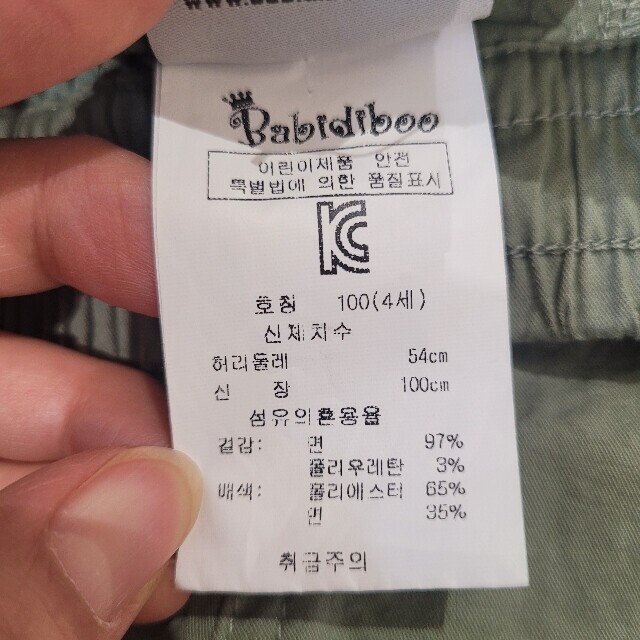 Babidiboo
어린이제품 안전
특별법에 의한 품질표시
KC
호칭 100(4세)
신체치수
허리둘레 54cm
신 장 100cm
섬유의혼용율
겉감: 면 97%
폴리우레탄 3%
배색: 폴리에스터 65%
면 35%
취급주의